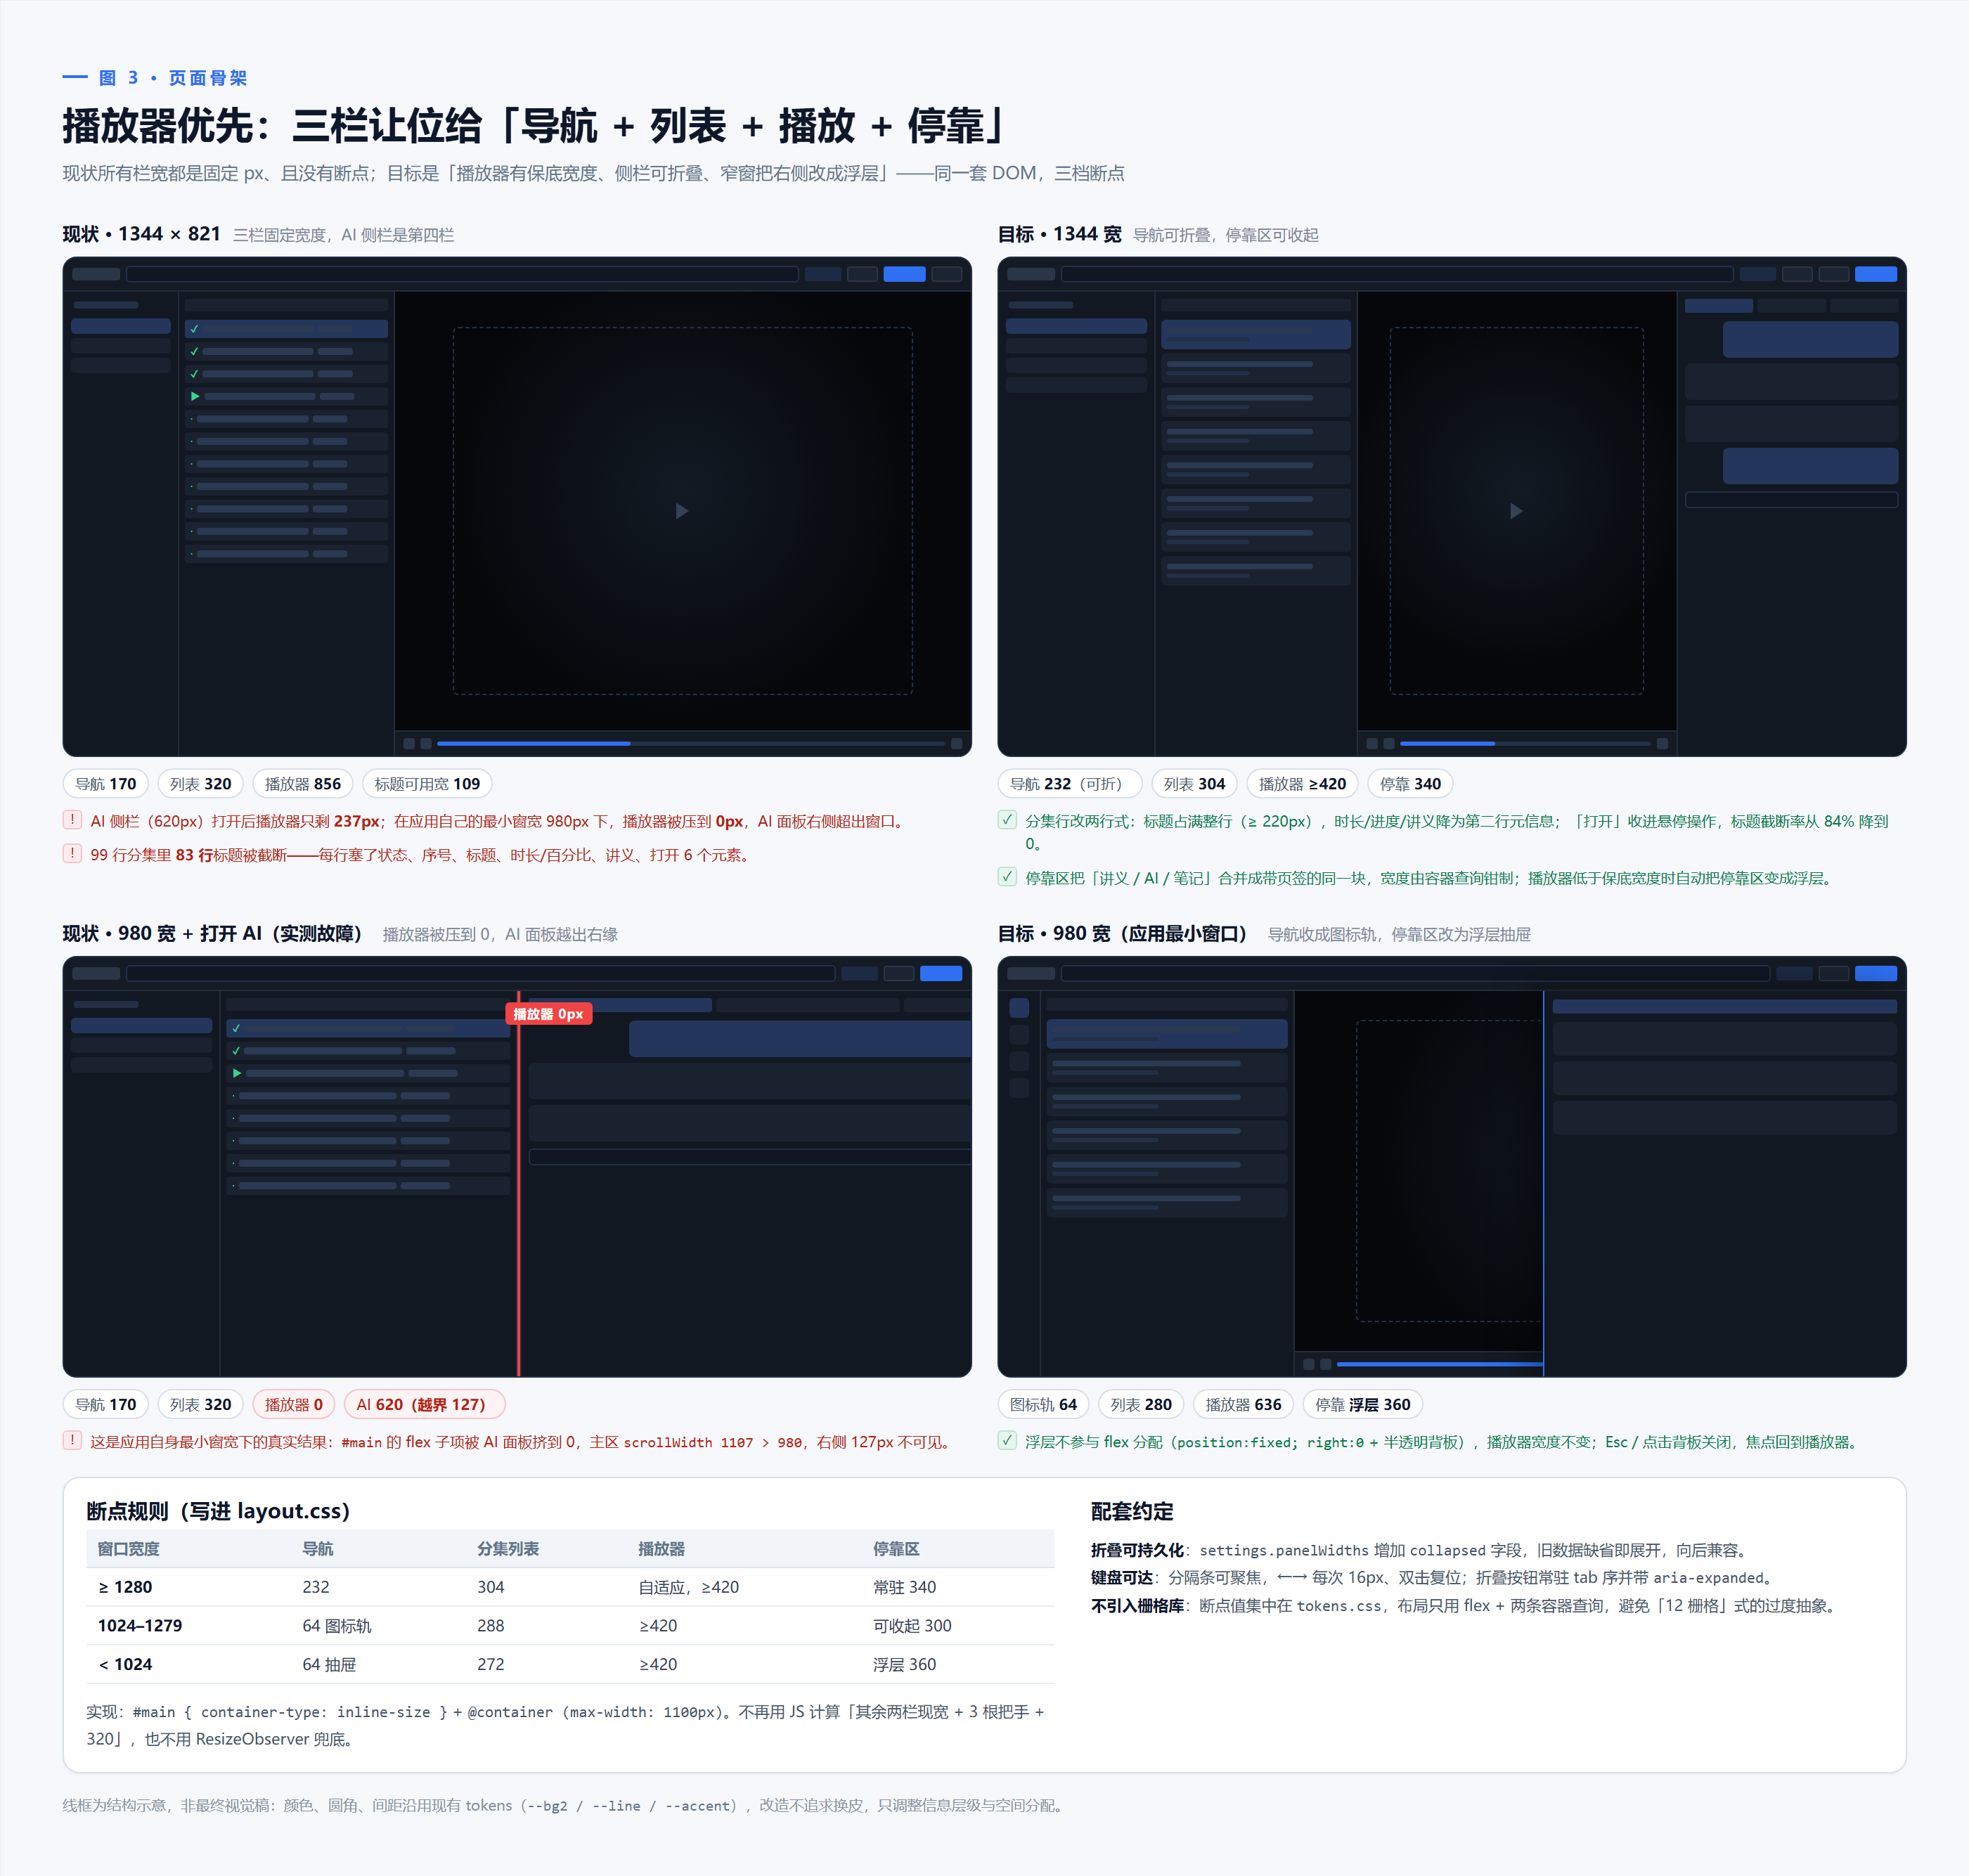 图 3 · 页面骨架
播放器优先：三栏让位给「导航 + 列表 + 播放 + 停靠」
现状所有栏宽都是固定 px、且没有断点；目标是「播放器有保底宽度、侧栏可折叠、窄窗把右侧改成浮层」——同一套 DOM，三档断点
现状 · 1344 × 821 三栏固定宽度，AI 侧栏是第四栏
导航 170 列表 320 播放器 856 标题可用宽 109
! AI 侧栏（620px）打开后播放器只剩 237px；在应用自己的最小窗宽 980px 下，播放器被压到 0px，AI 面板右侧超出窗口。
! 99 行分集里 83 行标题被截断——每行塞了状态、序号、标题、时长/百分比、讲义、打开 6 个元素。
目标 · 1344 宽 导航可折叠，停靠区可收起
导航 232（可折） 列表 304 播放器 ≥420 停靠 340
✓ 分集行改两行式：标题占满整行（≥ 220px），时长/进度/讲义降为第二行元信息；「打开」收进悬停操作，标题截断率从 84% 降到
0。
✓ 停靠区把「讲义 / AI / 笔记」合并成带页签的同一块，宽度由容器查询钳制；播放器低于保底宽度时自动把停靠区变成浮层。
现状 · 980 宽 + 打开 AI（实测故障） 播放器被压到 0，AI 面板越出右缘
播放器 0px
导航 170 列表 320 播放器 0 AI 620（越界 127）
! 这是应用自身最小窗宽下的真实结果：#main 的 flex 子项被 AI 面板挤到 0，主区 scrollWidth 1107 > 980，右侧 127px 不可见。
目标 · 980 宽（应用最小窗口） 导航收成图标轨，停靠区改为浮层抽屉
图标轨 64 列表 280 播放器 636 停靠 浮层 360
✓ 浮层不参与 flex 分配（position:fixed; right:0 + 半透明背板），播放器宽度不变；Esc / 点击背板关闭，焦点回到播放器。
断点规则（写进 layout.css）
窗口宽度 导航 分集列表 播放器 停靠区
≥ 1280 232 304 自适应，≥420 常驻 340
1024–1279 64 图标轨 288 ≥420 可收起 300
< 1024 64 抽屉 272 ≥420 浮层 360
实现：#main { container-type: inline-size } + @container (max-width: 1100px)。不再用 JS 计算「其余两栏现宽 + 3 根把手 +
320」，也不用 ResizeObserver 兜底。
配套约定
折叠可持久化：settings.panelWidths 增加 collapsed 字段，旧数据缺省即展开，向后兼容。
键盘可达：分隔条可聚焦，←→ 每次 16px、双击复位；折叠按钮常驻 tab 序并带 aria-expanded。
不引入栅格库：断点值集中在 tokens.css，布局只用 flex + 两条容器查询，避免「12 栅格」式的过度抽象。
线框为结构示意，非最终视觉稿：颜色、圆角、间距沿用现有 tokens（--bg2 / --line / --accent），改造不追求换皮，只调整信息层级与空间分配。